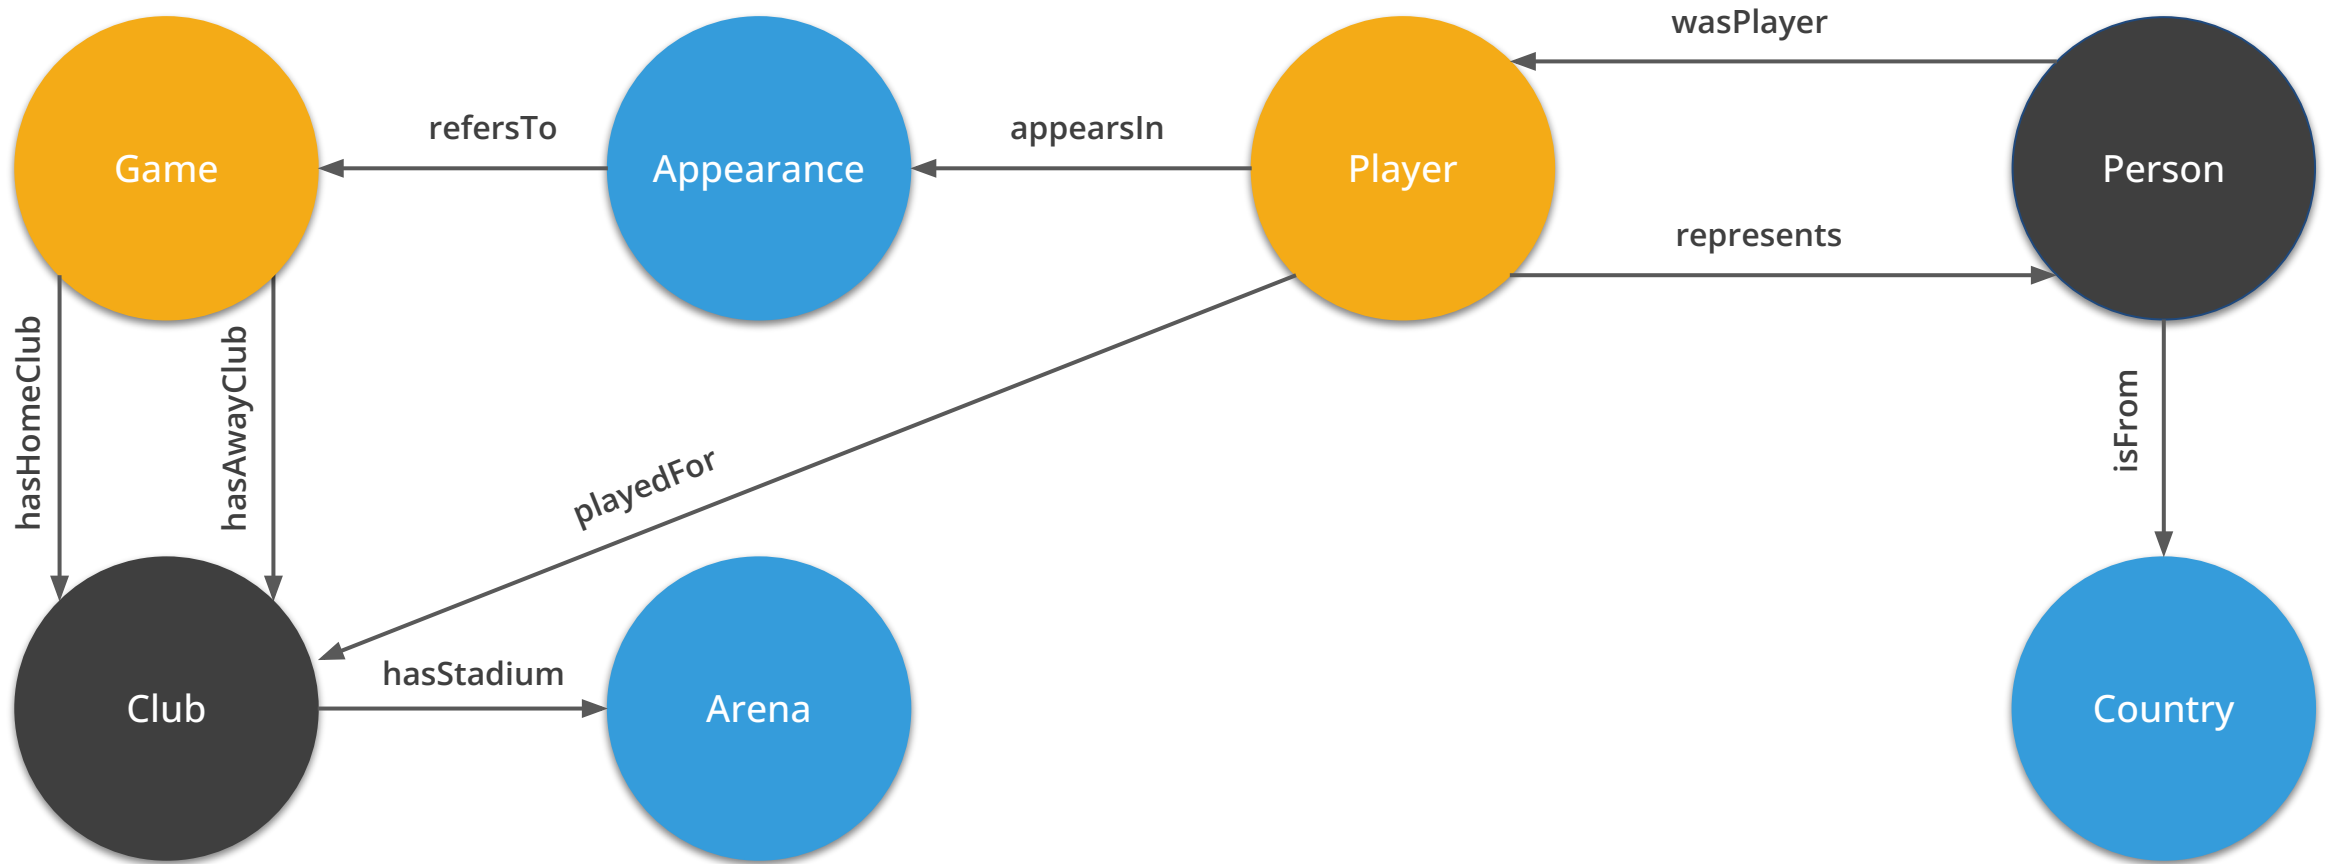 wasPlayer
refersTo
appearsIn
Game
Appearance
Player
Person
represents
hasHomeClub
hasAwayClub
playedFor
isFrom
hasStadium
Club
Arena
Country